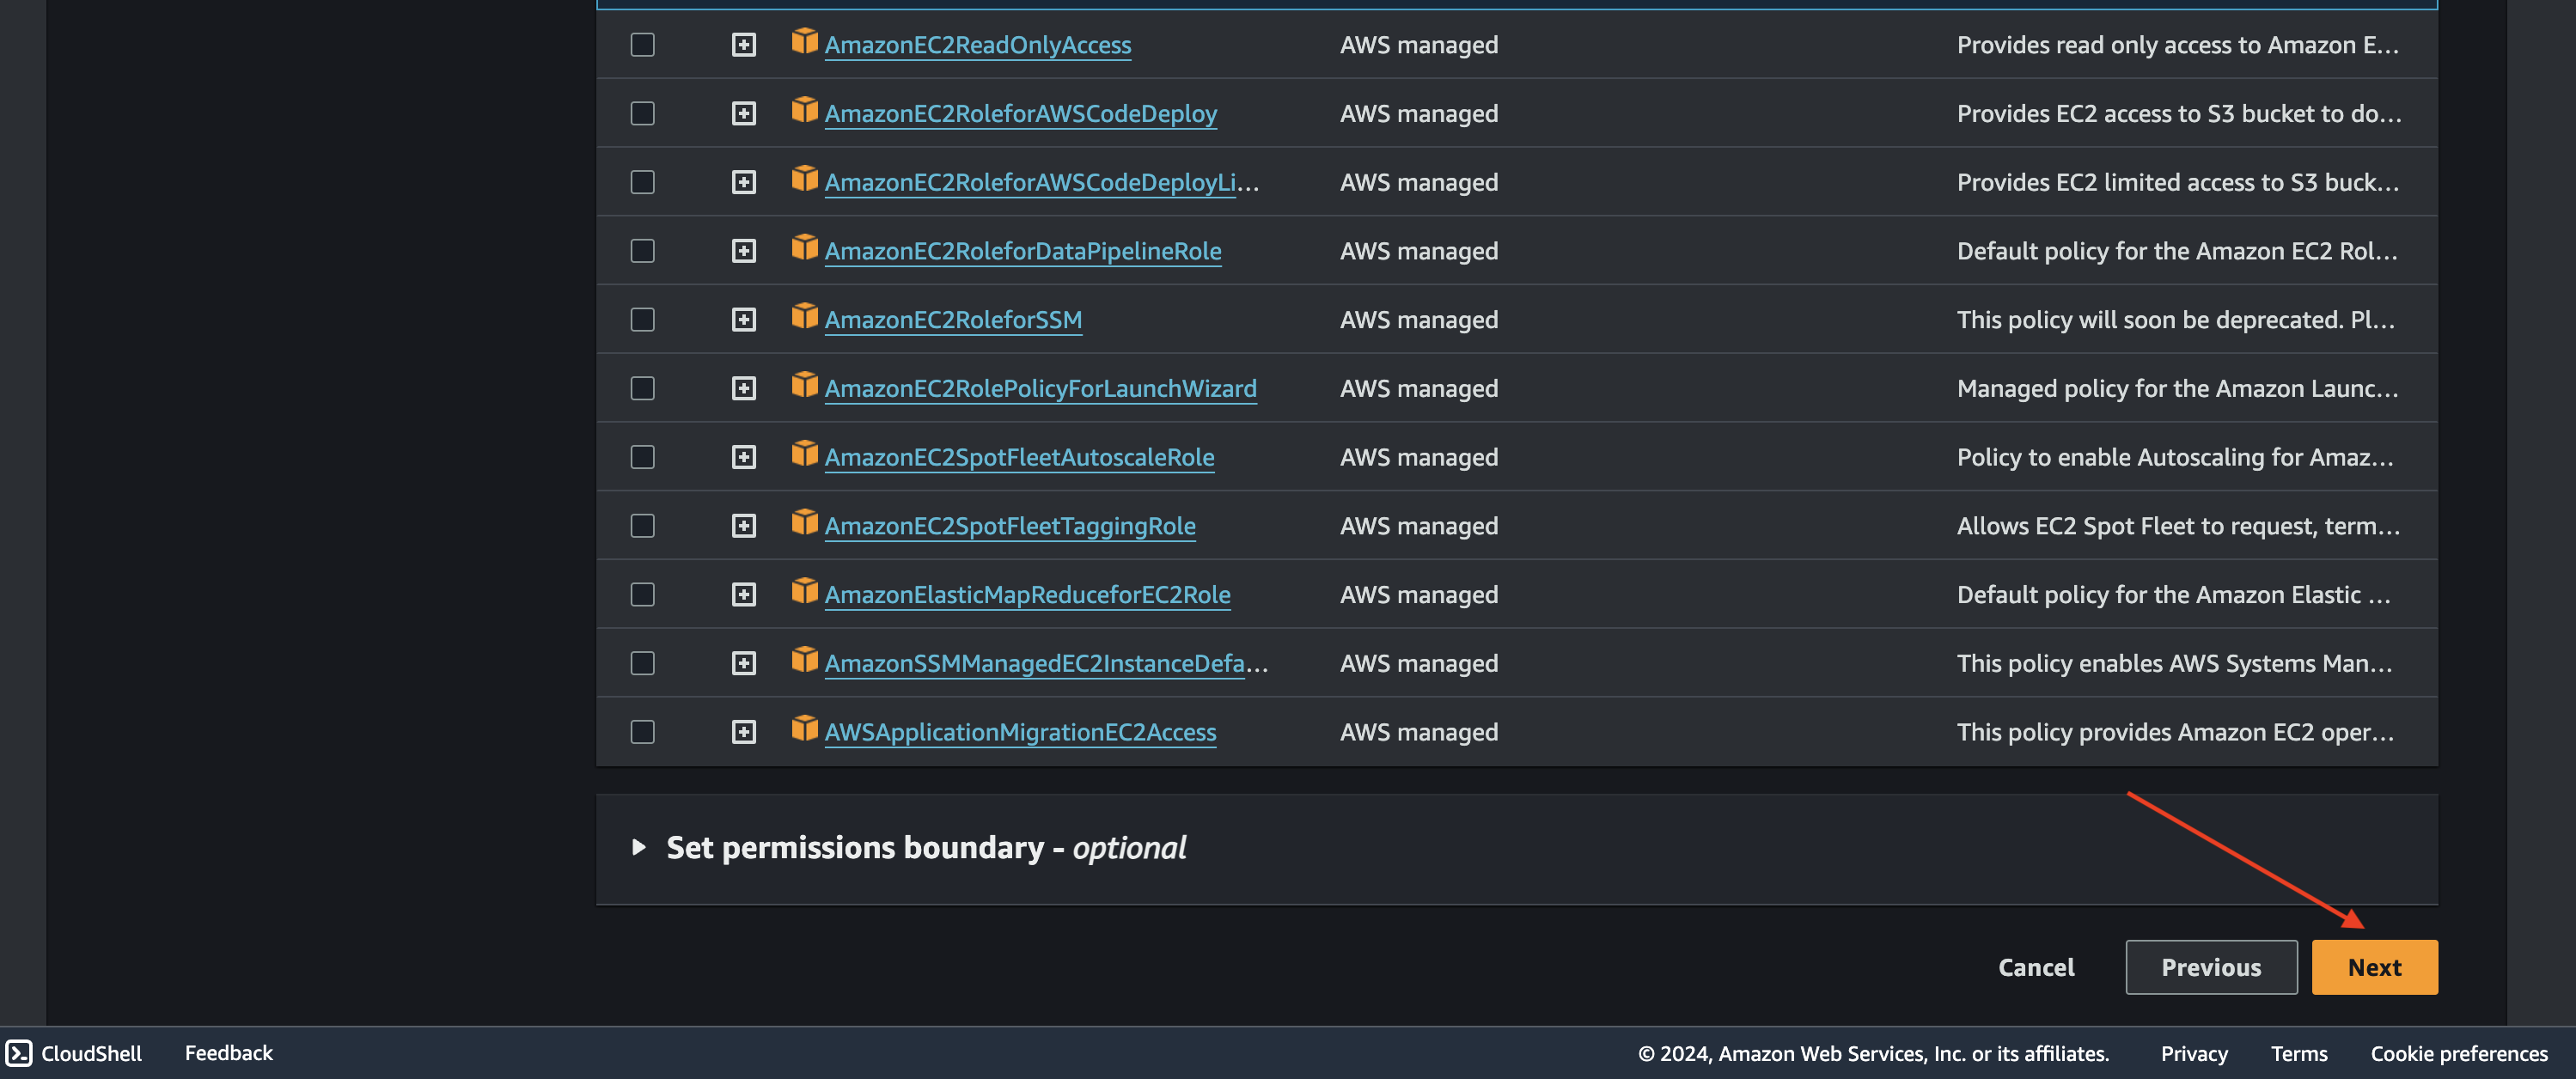 AmazonEC2ReadOnlyAccess AWS managed Provides read only access to Amazon E...
AmazonEC2RoleforAWSCodeDeploy AWS managed Provides EC2 access to S3 bucket to do...
AmazonEC2RoleforAWSCodeDeployLi... AWS managed Provides EC2 limited access to S3 buck...
AmazonEC2RoleforDataPipelineRole AWS managed Default policy for the Amazon EC2 Rol...
AmazonEC2RoleforSSM AWS managed This policy will soon be deprecated. Pl...
AmazonEC2RolePolicyForLaunchWizard AWS managed Managed policy for the Amazon Launc...
AmazonEC2SpotFleetAutoscaleRole AWS managed Policy to enable Autoscaling for Amaz...
AmazonEC2SpotFleetTaggingRole AWS managed Allows EC2 Spot Fleet to request, term...
AmazonElasticMapReduceforEC2Role AWS managed Default policy for the Amazon Elastic ...
AmazonSSMManagedEC2InstanceDefa... AWS managed This policy enables AWS Systems Man...
AWSApplicationMigrationEC2Access AWS managed This policy provides Amazon EC2 oper...
Set permissions boundary - optional
Cancel Previous Next
CloudShell Feedback © 2024, Amazon Web Services, Inc. or its affiliates. Privacy Terms Cookie preferences